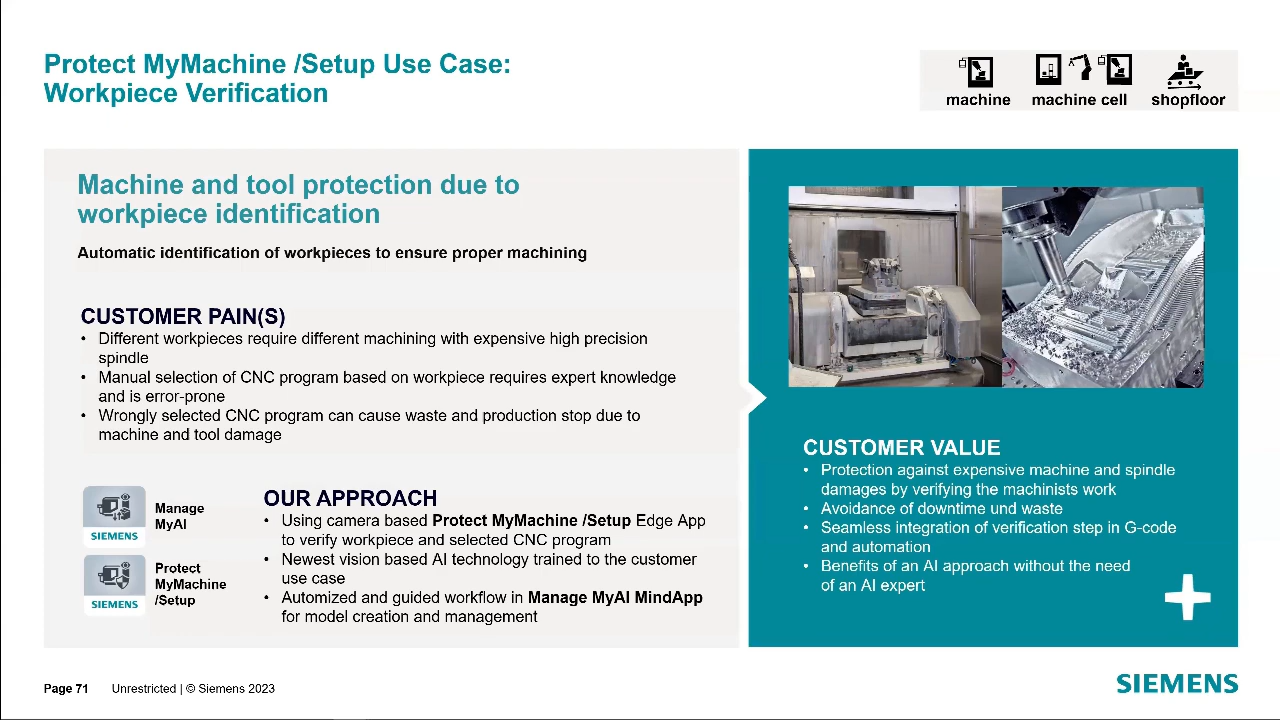 Protect MyMachine /Setup Use Case:
Workpiece Verification
machine
machine cell
shopfloor
Machine and tool protection due to
workpiece identification
Automatic identification of workpieces to ensure proper machining
CUSTOMER PAIN(S)
• Different workpieces require different machining with expensive high precision
spindle
• Manual selection of CNC program based on workpiece requires expert knowledge
and is error-prone
• Wrongly selected CNC program can cause waste and production stop due to
machine and tool damage
SIEMENS
Manage
MyAI
SIEMENS
Protect
MyMachine
/Setup
OUR APPROACH
• Using camera based Protect MyMachine /Setup Edge App
to verify workpiece and selected CNC program
• Newest vision based AI technology trained to the customer
use case
• Automized and guided workflow in Manage MyAI MindApp
for model creation and management
CUSTOMER VALUE
• Protection against expensive machine and spindle
damages by verifying the machinists work
• Avoidance of downtime und waste
• Seamless integration of verification step in G-code
and automation
• Benefits of an AI approach without the need
of an AI expert
Page 71 Unrestricted | © Siemens 2023
SIEMENS